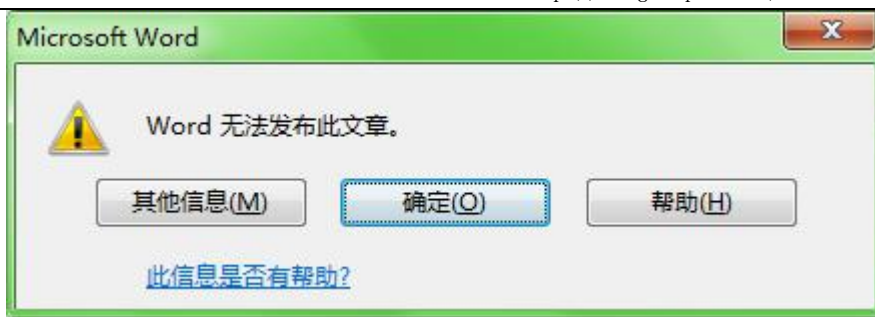 Microsoft Word
Word 无法发布此文章。
其他信息(M)
确定(O)
帮助(H)
此信息是否有帮助?